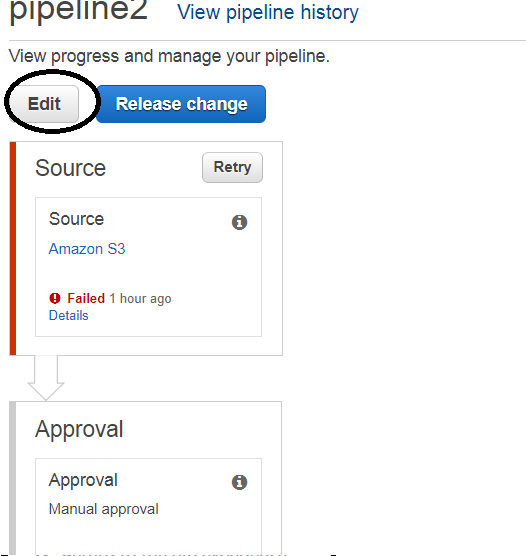 pipeline2 View pipeline history
View progress and manage your pipeline.
Edit Release change
Source Retry
Source
Amazon S3
Failed 1 hour ago
Details
Approval
Approval
Manual approval